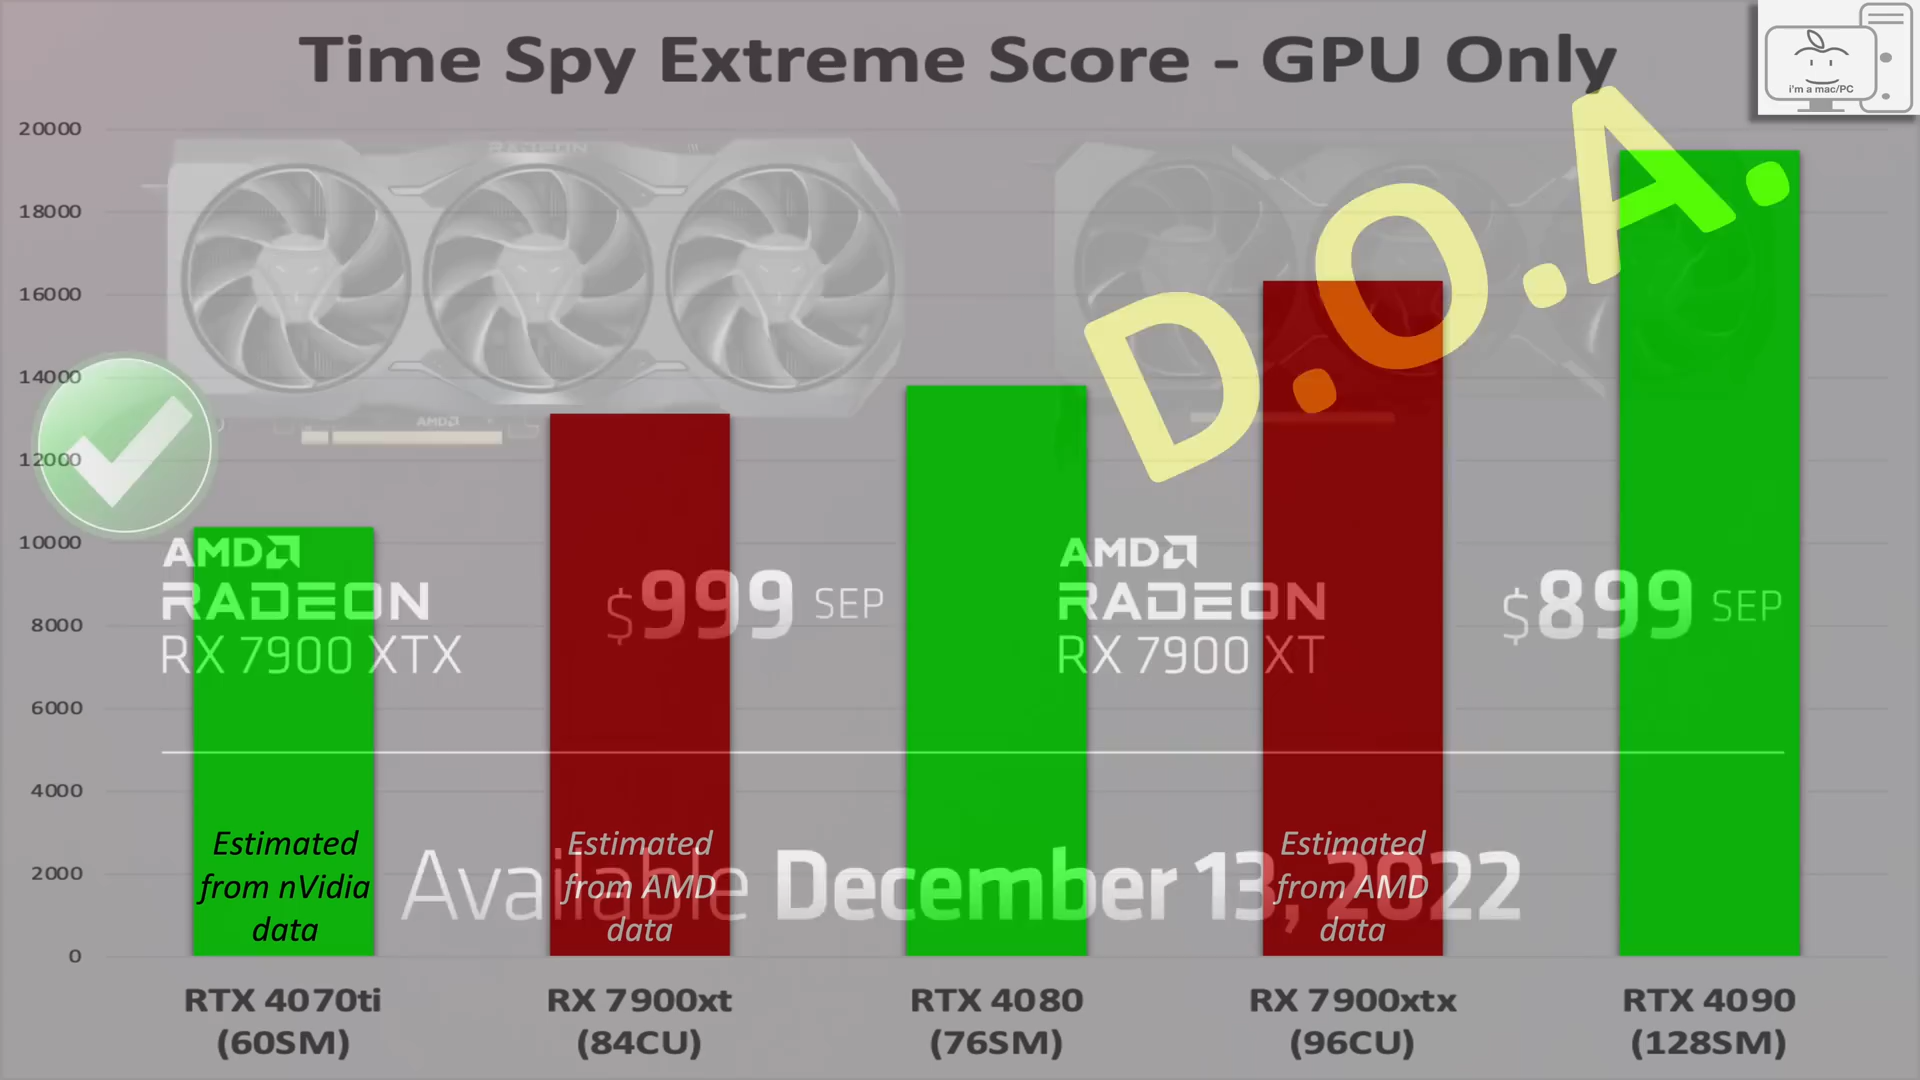 Time Spy Extreme Score - GPU Only
i'm a mac/PC
D.O.A.
20000
18000
16000
14000
12000
10000
8000
6000
4000
2000
0
RADEON
AMD
AMD
RADEON
RX 7900 XTX
$999 SEP
AMD
RADEON
RX 7900 XT
$899 SEP
Available December 13, 2022
Estimated
from nVidia
data
Estimated
from AMD
data
Estimated
from AMD
data
RTX 4070ti
(60SM)
RX 7900xt
(84CU)
RTX 4080
(76SM)
RX 7900xtx
(96CU)
RTX 4090
(128SM)